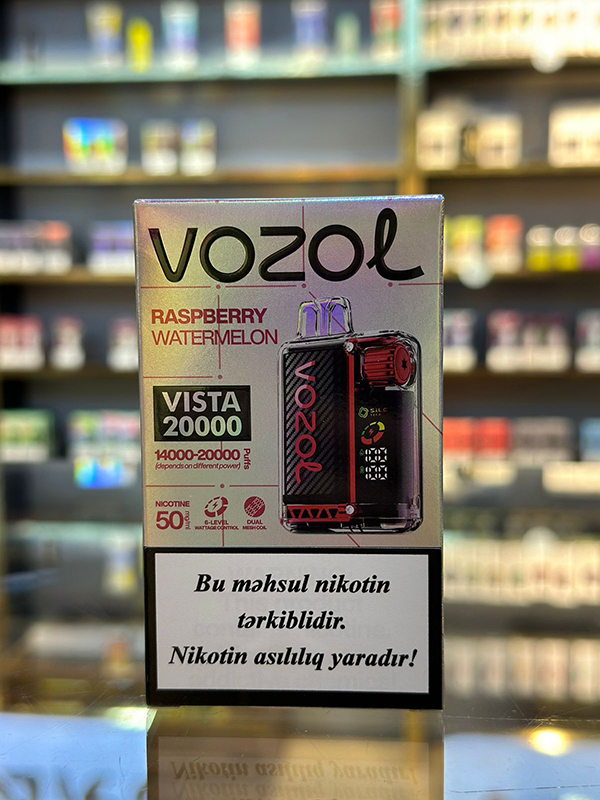 VOZOL
RASPBERRY
WATERMELON
VISTA
20000
14000-20000 Puffs
(depends on different power)
NICOTINE
50 mg/ml
6-LEVEL
WATTAGE CONTROL
DUAL
MESH COIL
VOZOL
Bu məhsul nikotin
tərkiblidir.
Nikotin asılılıq yaradır!